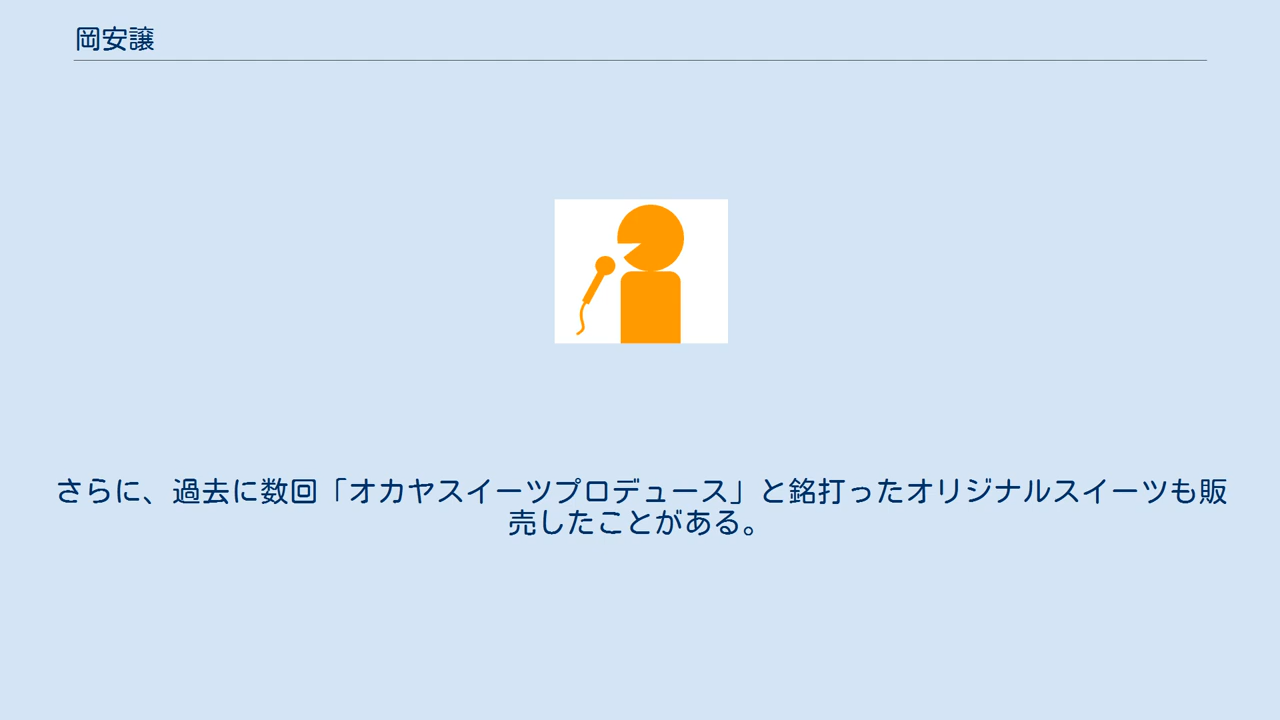 岡安譲
さらに、過去に数回「オカヤスイーツプロデュース」と銘打ったオリジナルスイーツも販
売したことがある。